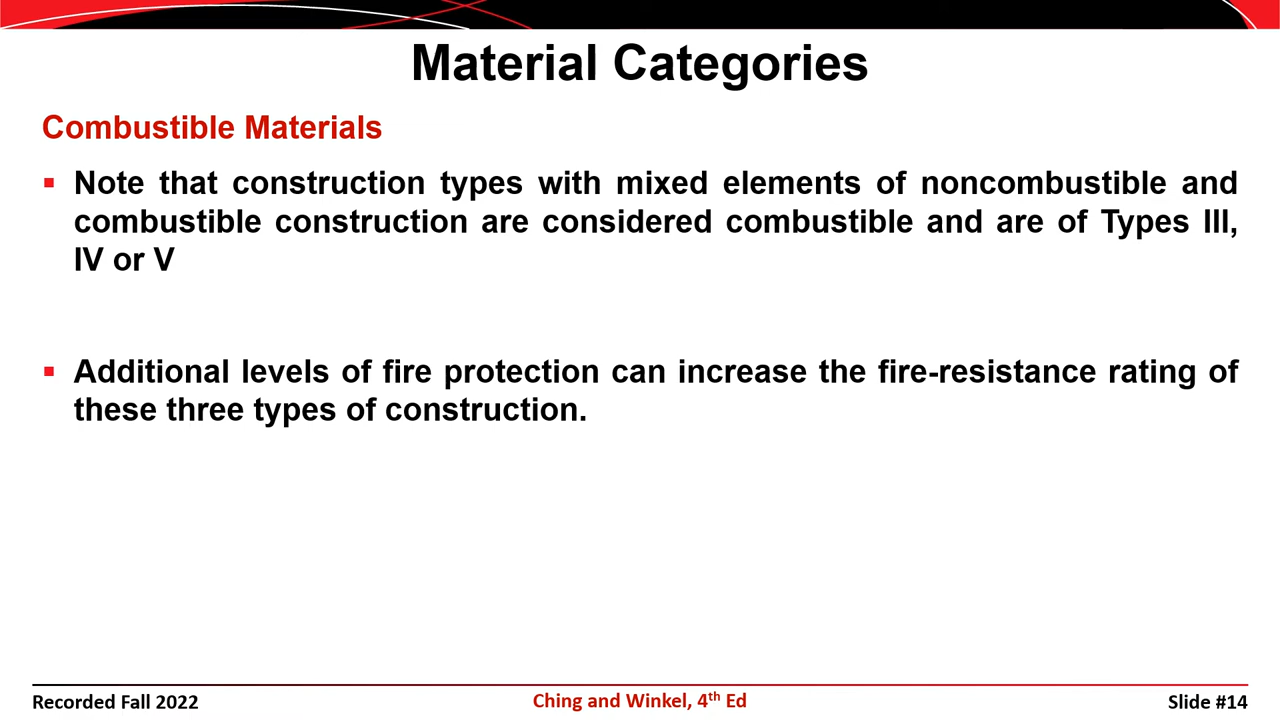 Material Categories
Combustible Materials
▪ Note that construction types with mixed elements of noncombustible and
combustible construction are considered combustible and are of Types III,
IV or V
▪ Additional levels of fire protection can increase the fire-resistance rating of
these three types of construction.
Recorded Fall 2022
Ching and Winkel, 4th Ed
Slide #14